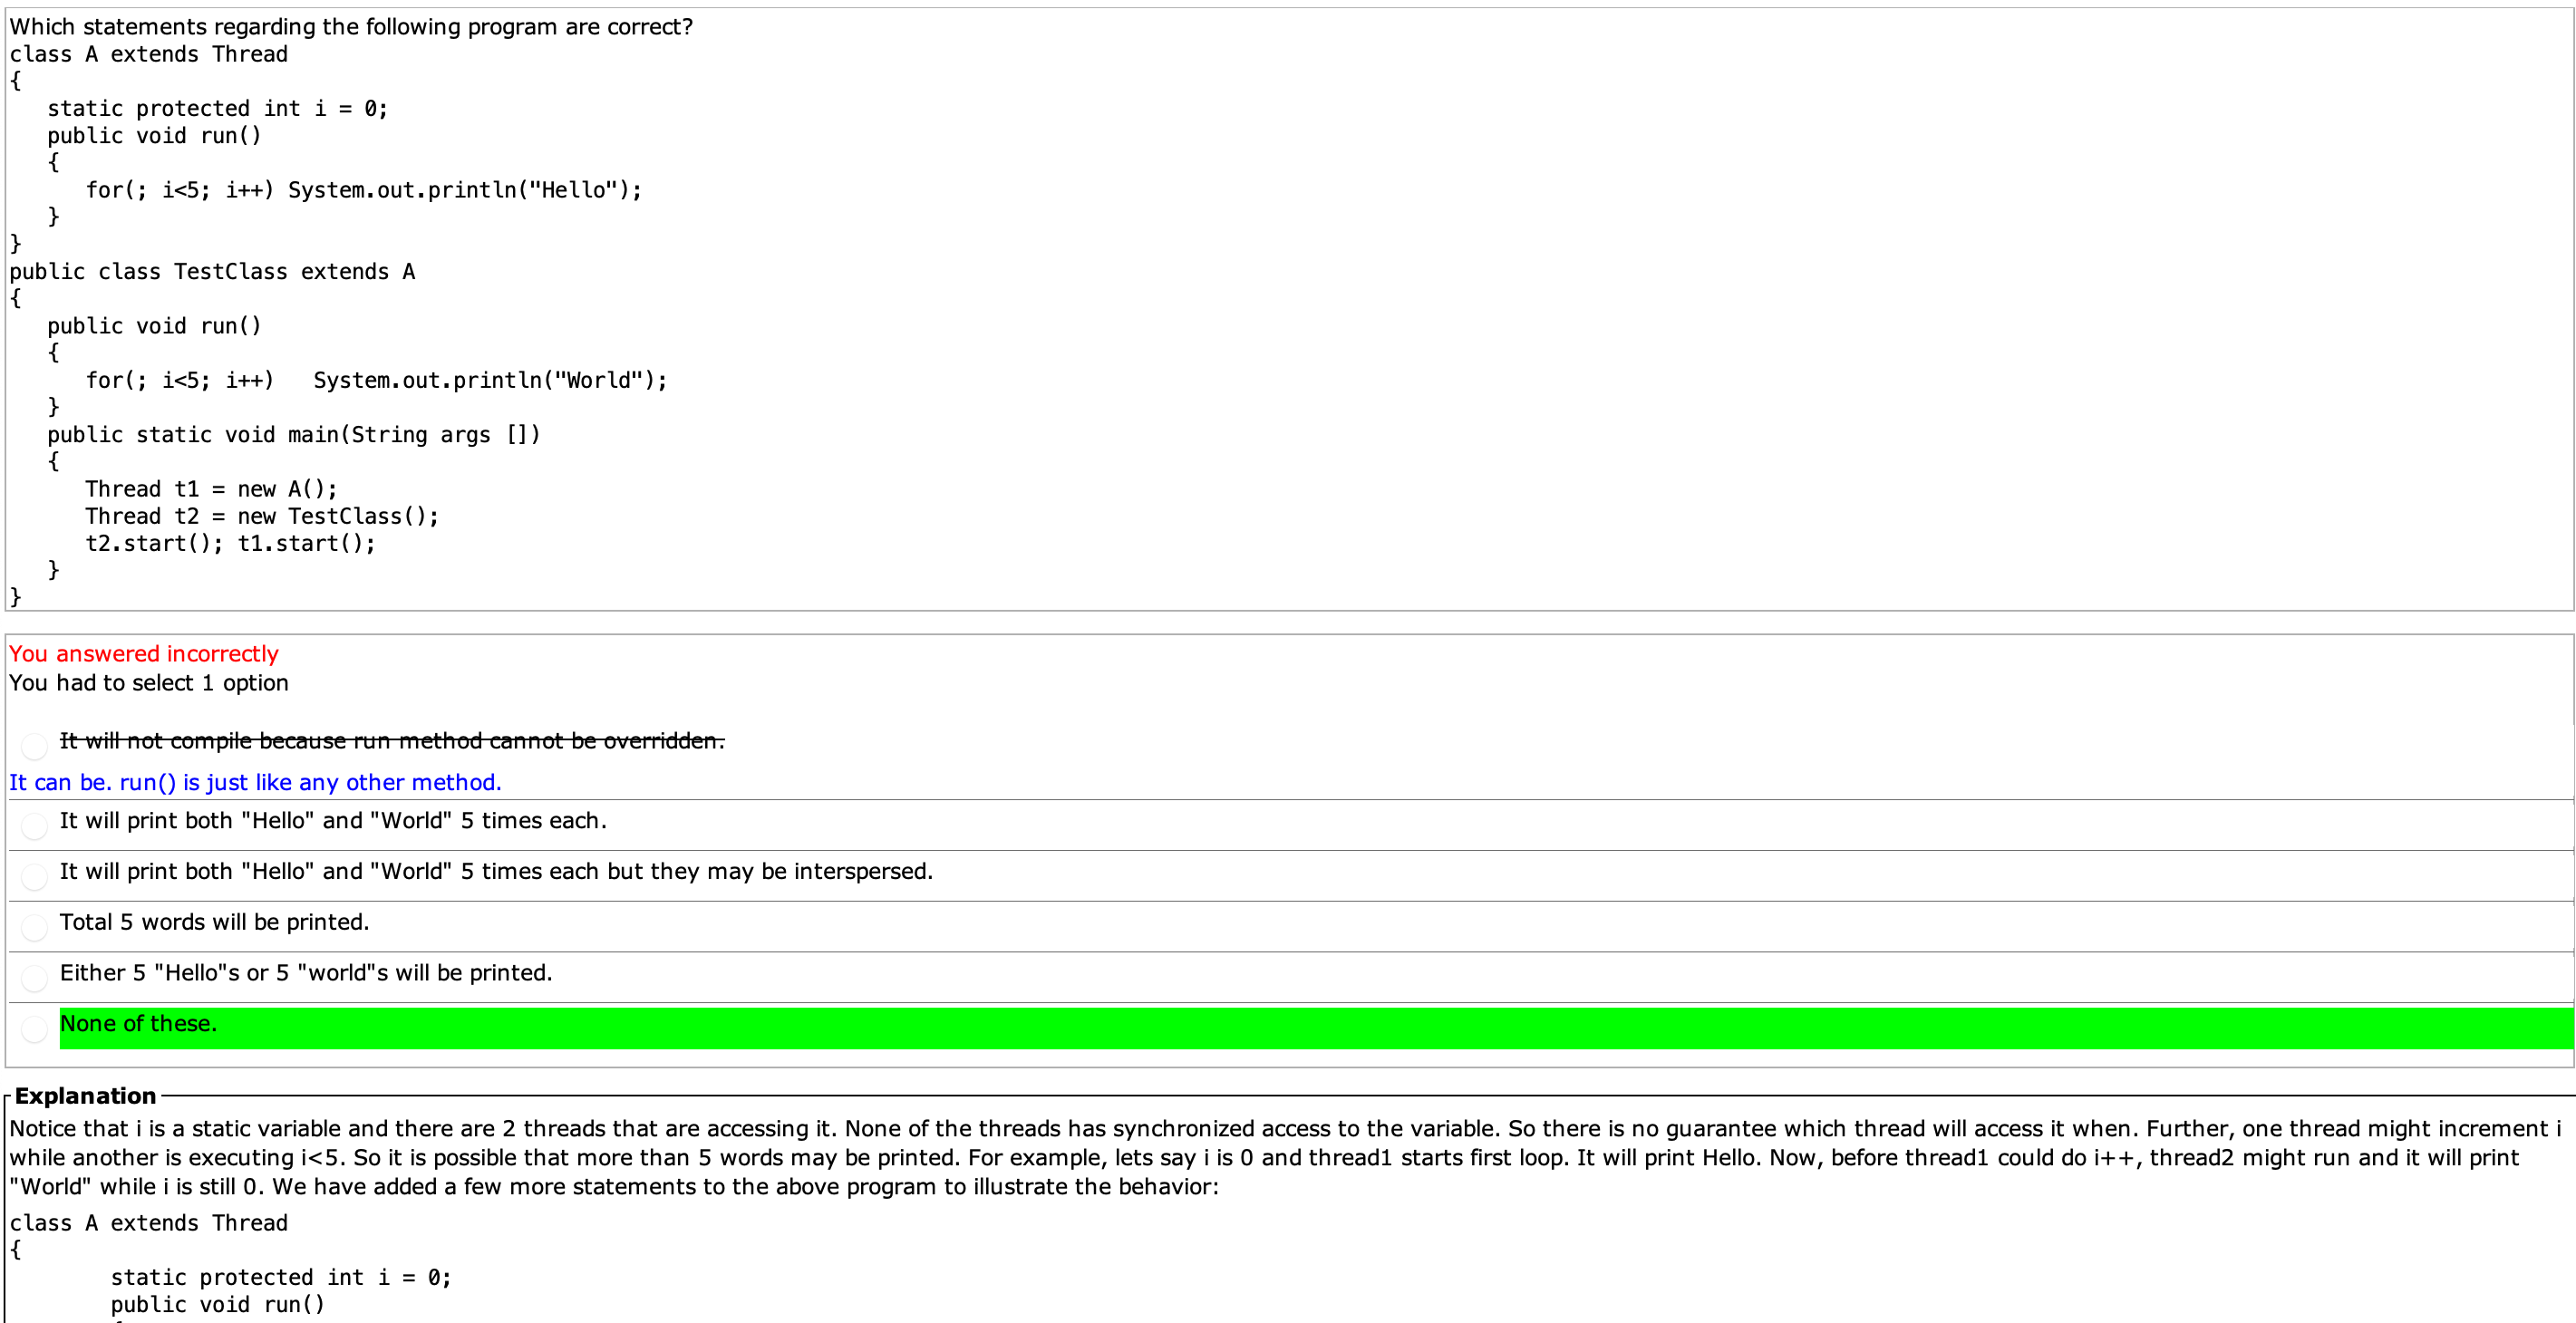 Which statements regarding the following program are correct?
class A extends Thread
{
   static protected int i = 0;
   public void run()
   {
      for(; i<5; i++) System.out.println("Hello");
   }
}
public class TestClass extends A
{
   public void run()
   {
      for(; i<5; i++)   System.out.println("World");
   }
   public static void main(String args [])
   {
      Thread t1 = new A();
      Thread t2 = new TestClass();
      t2.start(); t1.start();
   }
}
You answered incorrectly
You had to select 1 option
It will not compile because run method cannot be overridden.
It can be. run() is just like any other method.
It will print both "Hello" and "World" 5 times each.
It will print both "Hello" and "World" 5 times each but they may be interspersed.
Total 5 words will be printed.
Either 5 "Hello"s or 5 "world"s will be printed.
None of these.
Explanation
Notice that i is a static variable and there are 2 threads that are accessing it. None of the threads has synchronized access to the variable. So there is no guarantee which thread will access it when. Further, one thread might increment i
while another is executing i<5. So it is possible that more than 5 words may be printed. For example, lets say i is 0 and thread1 starts first loop. It will print Hello. Now, before thread1 could do i++, thread2 might run and it will print
"World" while i is still 0. We have added a few more statements to the above program to illustrate the behavior:
class A extends Thread
{
        static protected int i = 0;
        public void run()